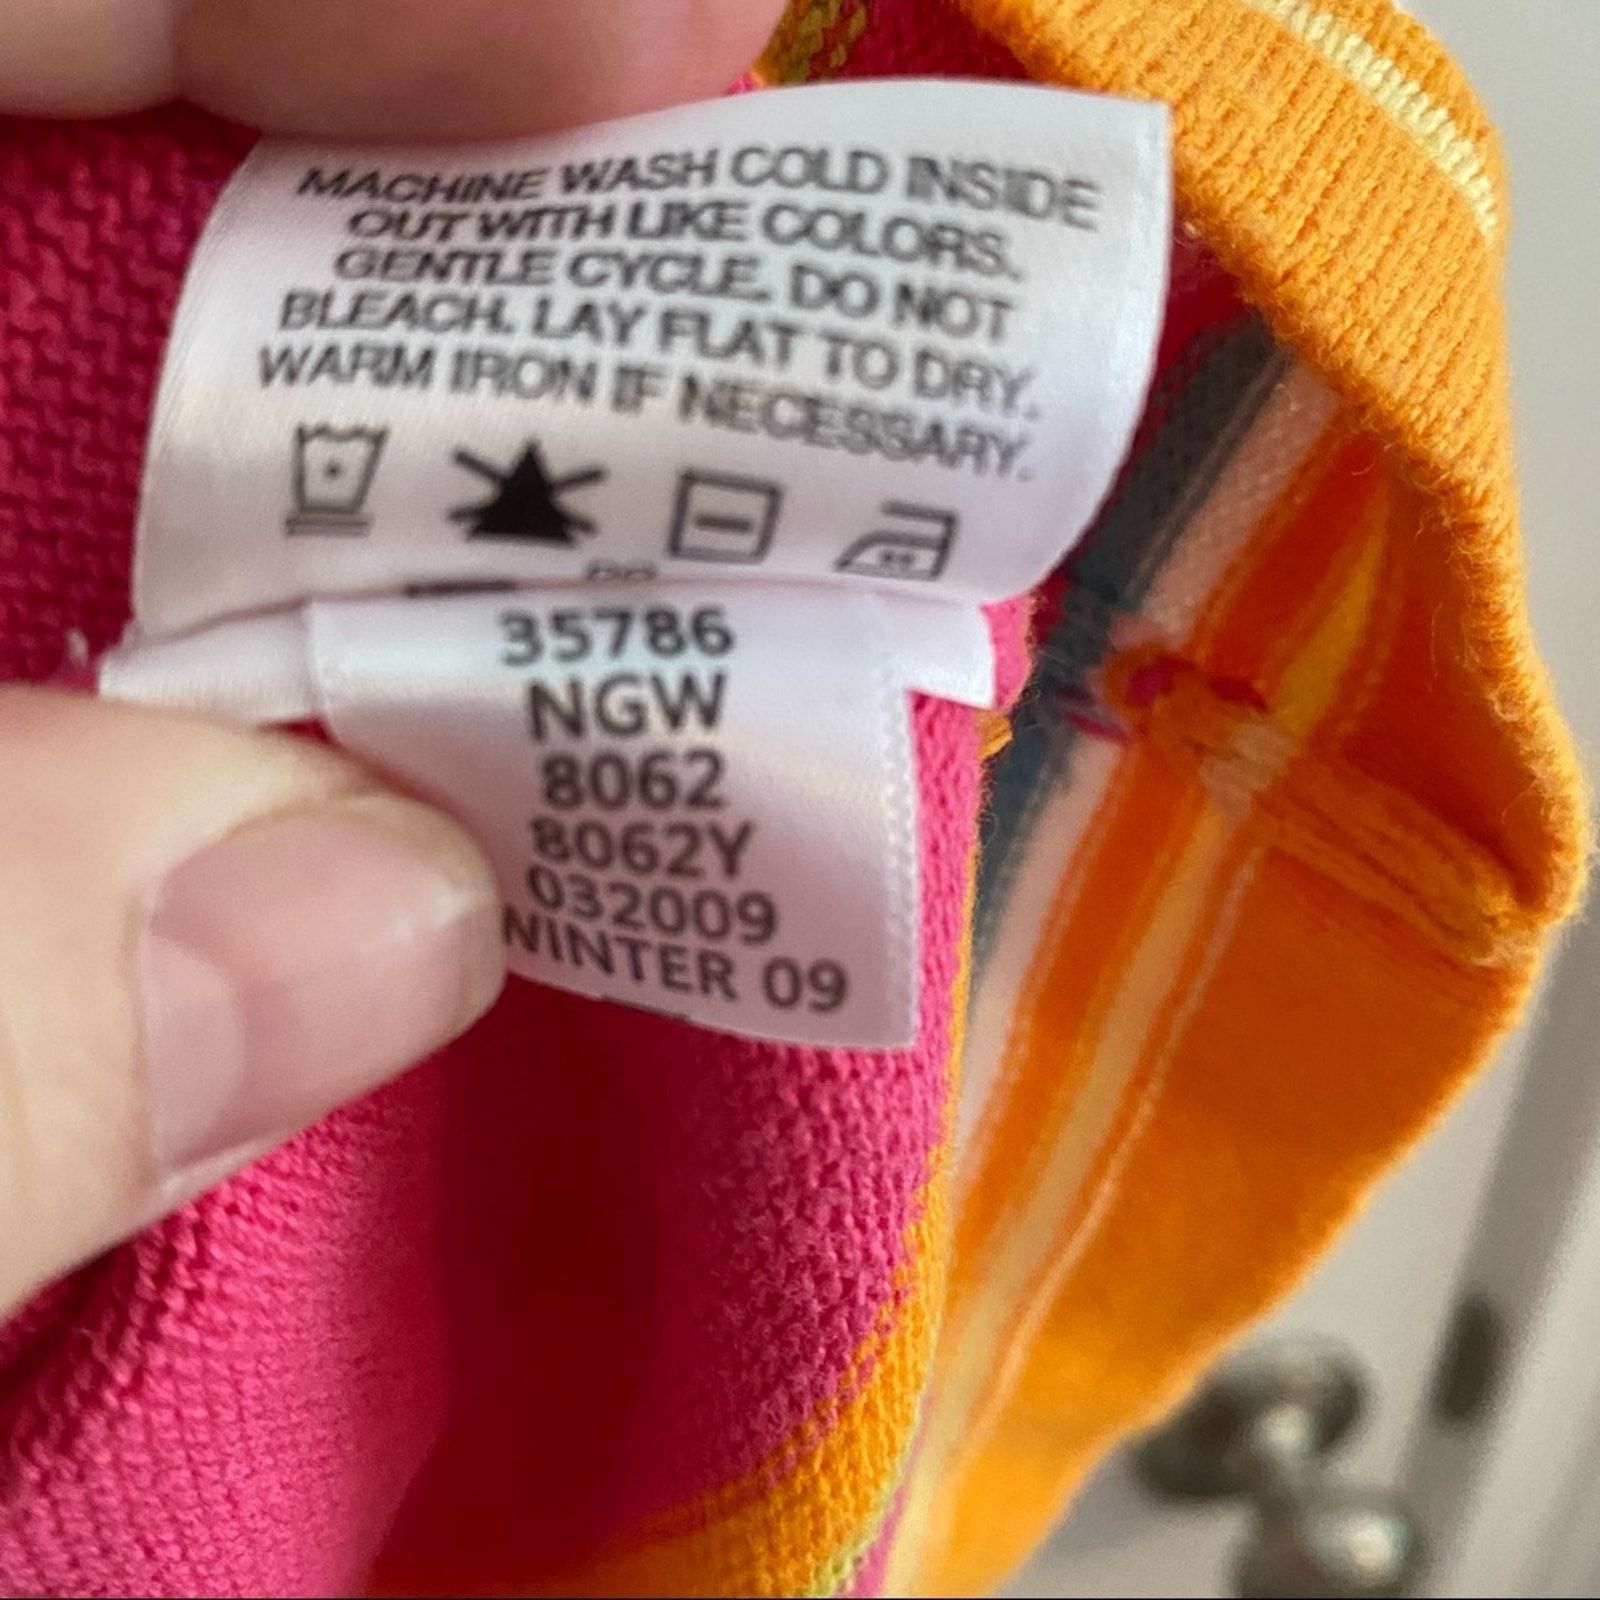 MACHINE WASH COLD INSIDE
OUT WITH LIKE COLORS.
GENTLE CYCLE. DO NOT
BLEACH. LAY FLAT TO DRY.
WARM IRON IF NECESSARY.
35786
NGW
8062
8062Y
032009
WINTER 09